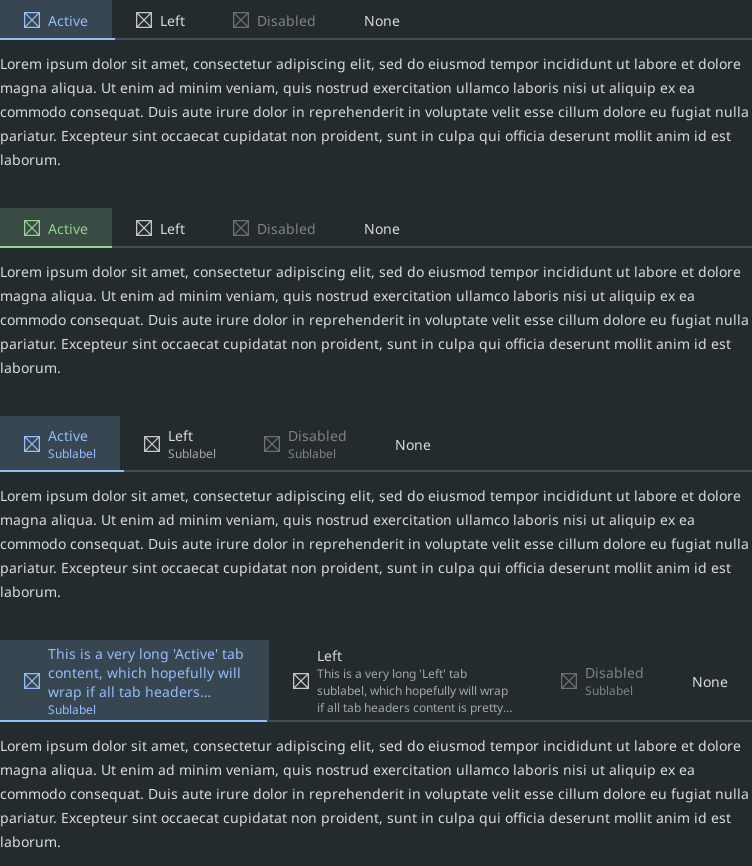 Active Left Disabled None
Lorem ipsum dolor sit amet, consectetur adipiscing elit, sed do eiusmod tempor incididunt ut labore et dolore
magna aliqua. Ut enim ad minim veniam, quis nostrud exercitation ullamco laboris nisi ut aliquip ex ea
commodo consequat. Duis aute irure dolor in reprehenderit in voluptate velit esse cillum dolore eu fugiat nulla
pariatur. Excepteur sint occaecat cupidatat non proident, sunt in culpa qui officia deserunt mollit anim id est
laborum.
Active Left Disabled None
Lorem ipsum dolor sit amet, consectetur adipiscing elit, sed do eiusmod tempor incididunt ut labore et dolore
magna aliqua. Ut enim ad minim veniam, quis nostrud exercitation ullamco laboris nisi ut aliquip ex ea
commodo consequat. Duis aute irure dolor in reprehenderit in voluptate velit esse cillum dolore eu fugiat nulla
pariatur. Excepteur sint occaecat cupidatat non proident, sunt in culpa qui officia deserunt mollit anim id est
laborum.
Active
Sublabel
Left
Sublabel
Disabled
Sublabel
None
Lorem ipsum dolor sit amet, consectetur adipiscing elit, sed do eiusmod tempor incididunt ut labore et dolore
magna aliqua. Ut enim ad minim veniam, quis nostrud exercitation ullamco laboris nisi ut aliquip ex ea
commodo consequat. Duis aute irure dolor in reprehenderit in voluptate velit esse cillum dolore eu fugiat nulla
pariatur. Excepteur sint occaecat cupidatat non proident, sunt in culpa qui officia deserunt mollit anim id est
laborum.
This is a very long 'Active' tab
content, which hopefully will
wrap if all tab headers...
Sublabel
Left
This is a very long 'Left' tab
sublabel, which hopefully will wrap
if all tab headers content is pretty...
Disabled
Sublabel
None
Lorem ipsum dolor sit amet, consectetur adipiscing elit, sed do eiusmod tempor incididunt ut labore et dolore
magna aliqua. Ut enim ad minim veniam, quis nostrud exercitation ullamco laboris nisi ut aliquip ex ea
commodo consequat. Duis aute irure dolor in reprehenderit in voluptate velit esse cillum dolore eu fugiat nulla
pariatur. Excepteur sint occaecat cupidatat non proident, sunt in culpa qui officia deserunt mollit anim id est
laborum.